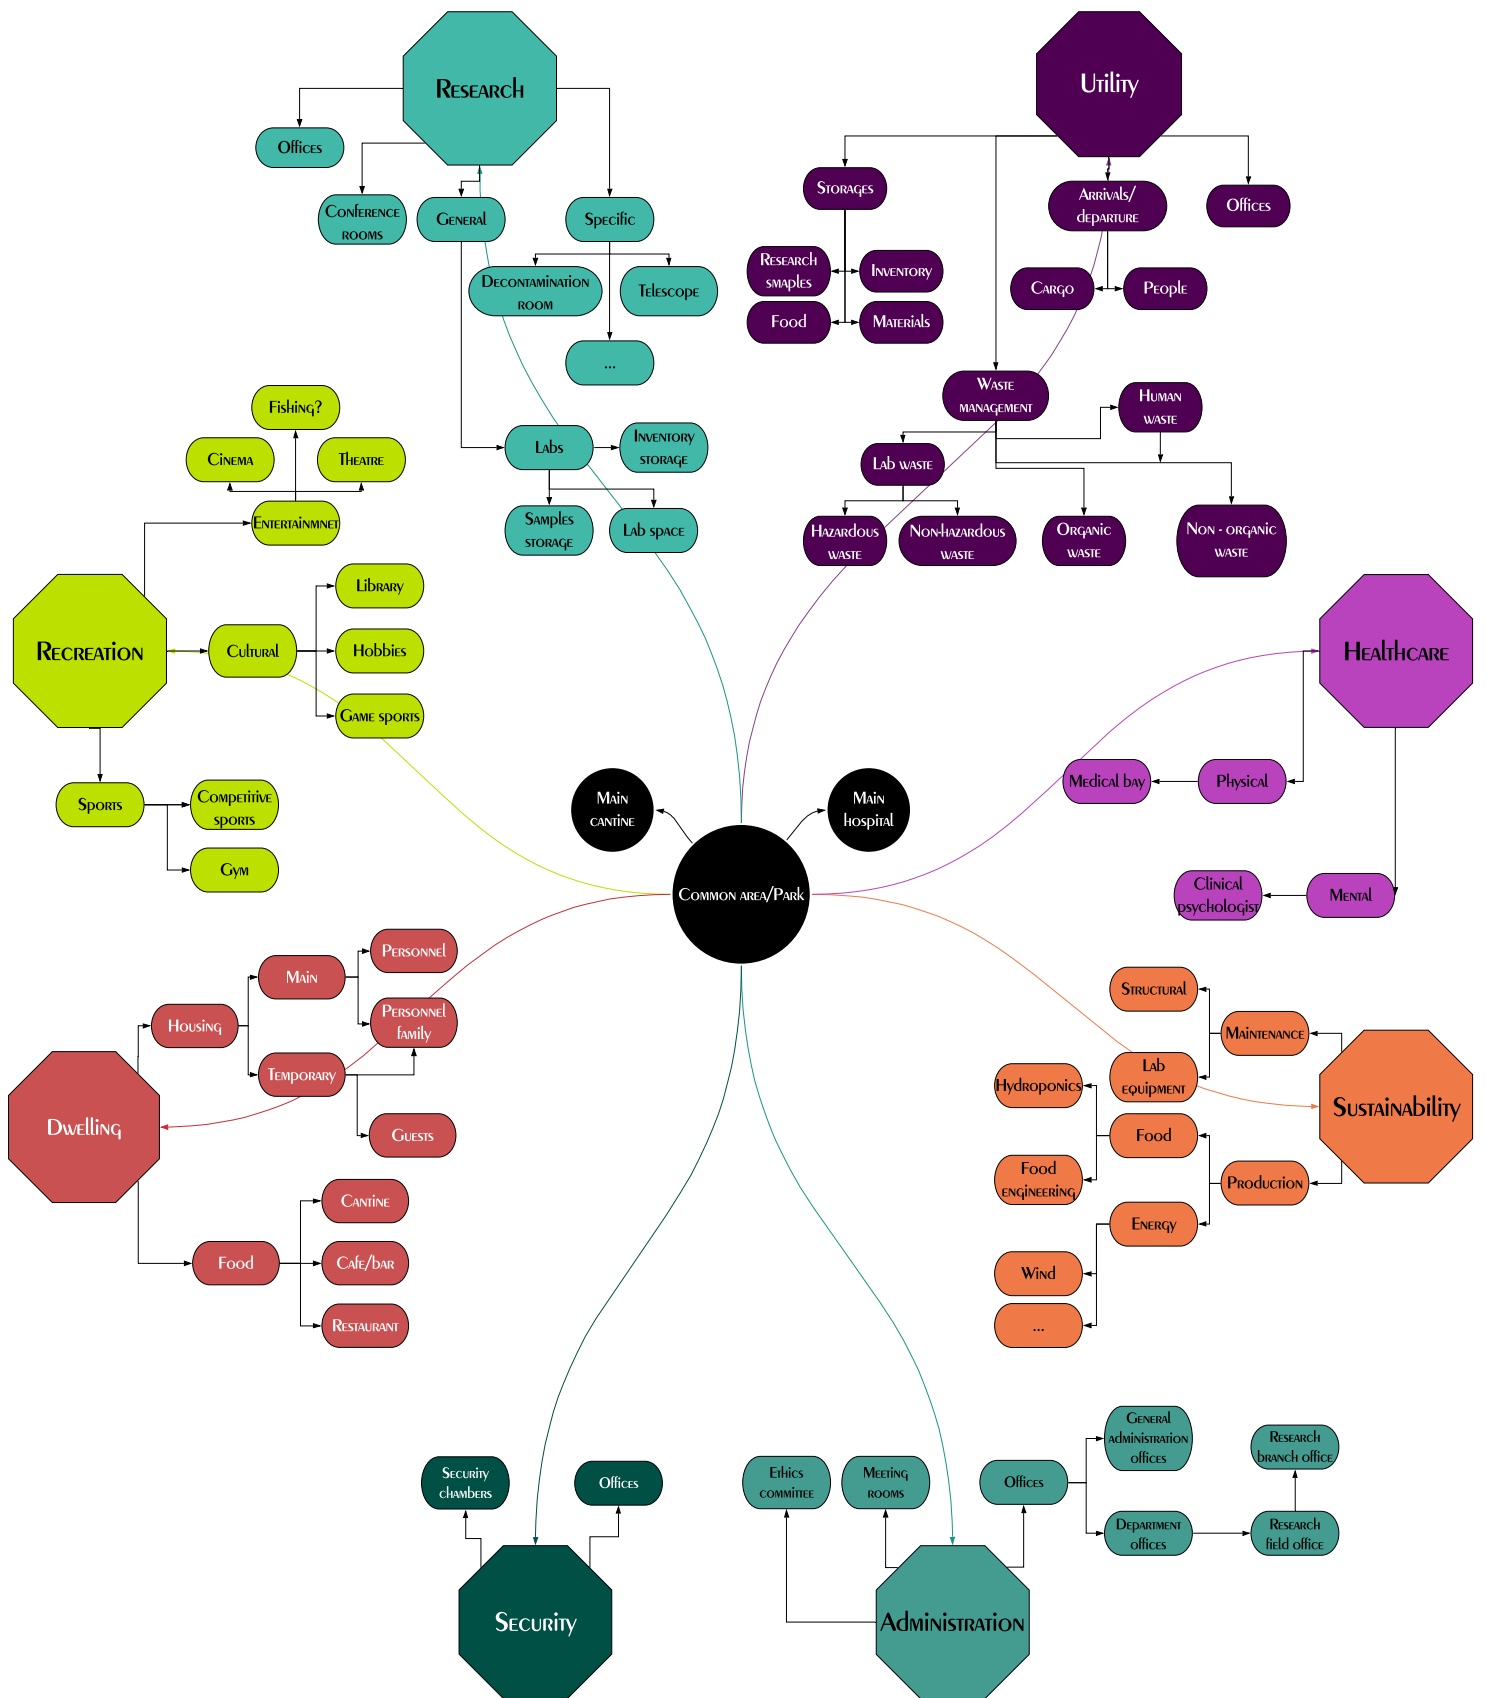 Research
Offices
Conference
rooms
General
Specific
Decontamination
room
Telescope
...
Labs
Inventory
storage
Samples
storage
Lab space
Utility
Storages
Arrivals/
departure
Offices
Research
smaples
Inventory
Food
Materials
Cargo
People
Waste
management
Human
waste
Lab waste
Hazardous
waste
Non-hazardous
waste
Organic
waste
Non - organic
waste
Fishing?
Cinema
Theatre
Entertainmnet
Recreation
Cultural
Library
Hobbies
Game sports
Sports
Competitive
sports
Gym
Healthcare
Medical bay
Physical
Clinical
psychologist
Mental
Main
cantine
Main
hospital
Common area/Park
Dwelling
Housing
Main
Personnel
Personnel
family
Temporary
Guests
Food
Cantine
Cafe/bar
Restaurant
Structural
Maintenance
Lab
equipment
Sustainability
Hydroponics
Food
Food
engineering
Production
Energy
Wind
...
Security
chambers
Offices
Security
Ethics
committee
Meeting
rooms
Offices
General
administration
offices
Department
offices
Research
branch office
Research
field office
Administration